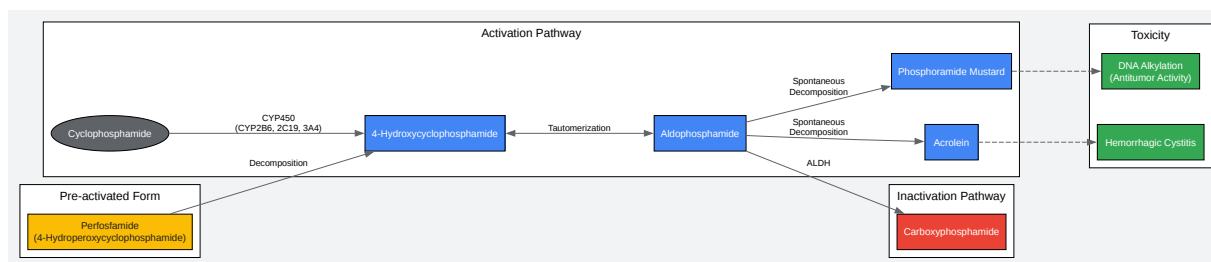 Activation Pathway
Toxicity
Phosphoramide Mustard
DNA Alkylation
(Antitumor Activity)
Spontaneous
Decomposition
CYP450
(CYP2B6, 2C19, 3A4)
Cyclophosphamide
4-Hydroxycyclophosphamide
Tautomerization
Aldophosphamide
Spontaneous
Decomposition
Acrolein
Hemorrhagic Cystitis
Decomposition
ALDH
Pre-activated Form
Inactivation Pathway
Perfosfamide
(4-Hydroperoxycyclophosphamide)
Carboxyphosphamide